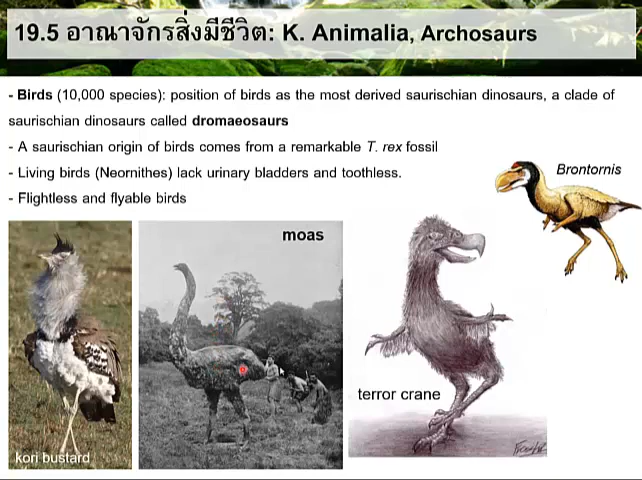 19.5 อาณาจักรสิ่งมีชีวิต: K. Animalia, Archosaurs
- Birds (10,000 species): position of birds as the most derived saurischian dinosaurs, a clade of
saurischian dinosaurs called dromaeosaurs
- A saurischian origin of birds comes from a remarkable T. rex fossil
- Living birds (Neornithes) lack urinary bladders and toothless.
- Flightless and flyable birds
Brontornis
moas
terror crane
kori bustard